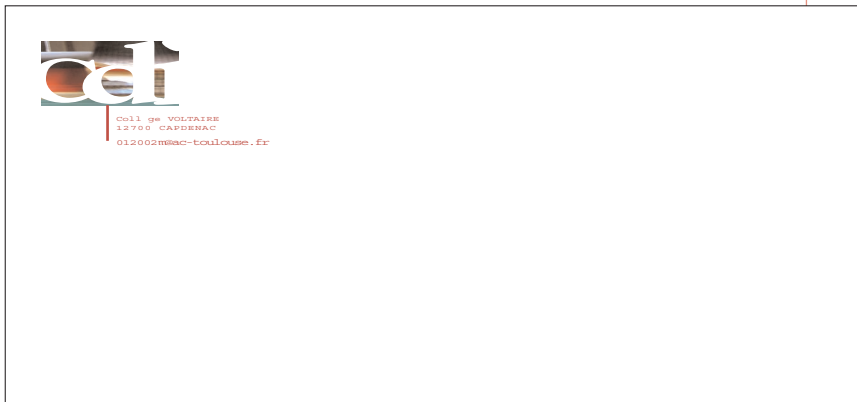 cdi
Coll ge VOLTAIRE
12700 CAPDENAC
012002m@ac-toulouse.fr